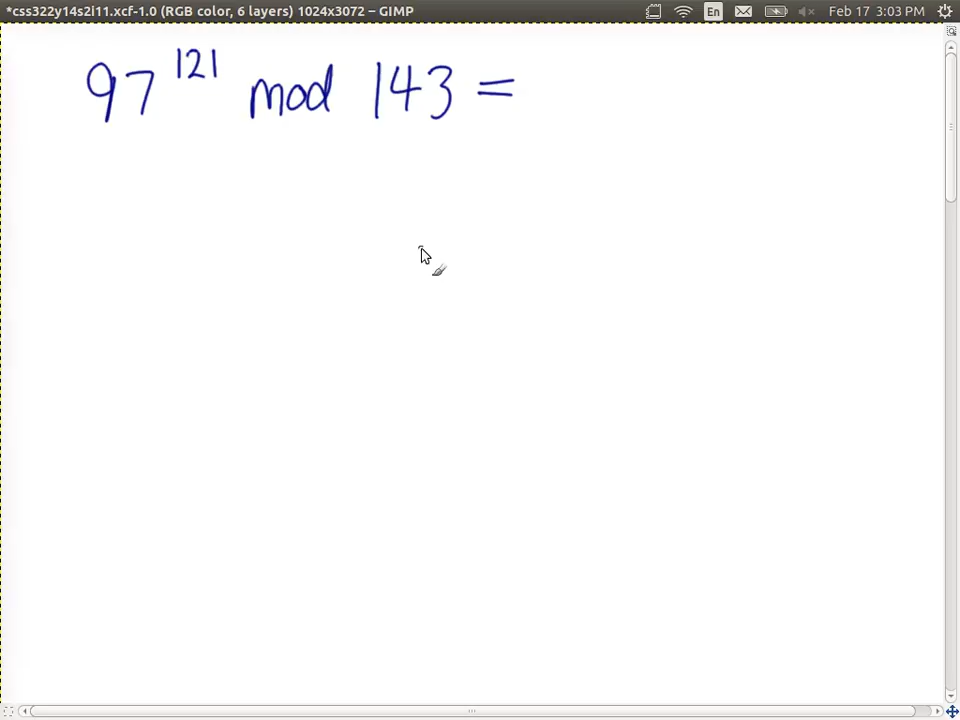 *css322y14s2i11.xcf-1.0 (RGB color, 6 layers) 1024x3072 – GIMP En Feb 17 3:03 PM
97^121 mod 143 =